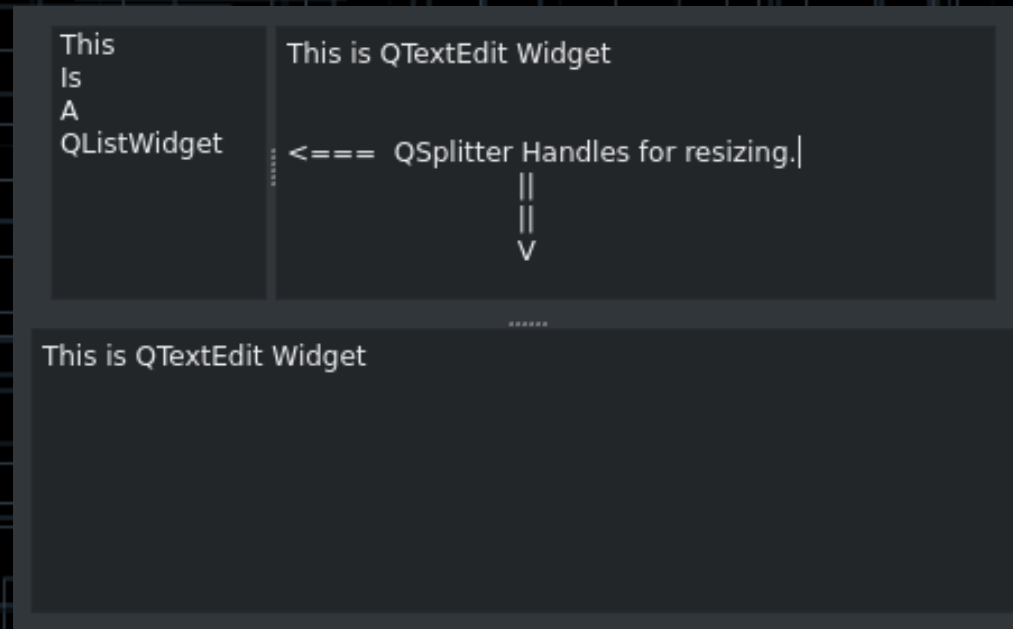 This
Is
A
QListWidget
This is QTextEdit Widget
<=== QSplitter Handles for resizing.
||
||
V
This is QTextEdit Widget